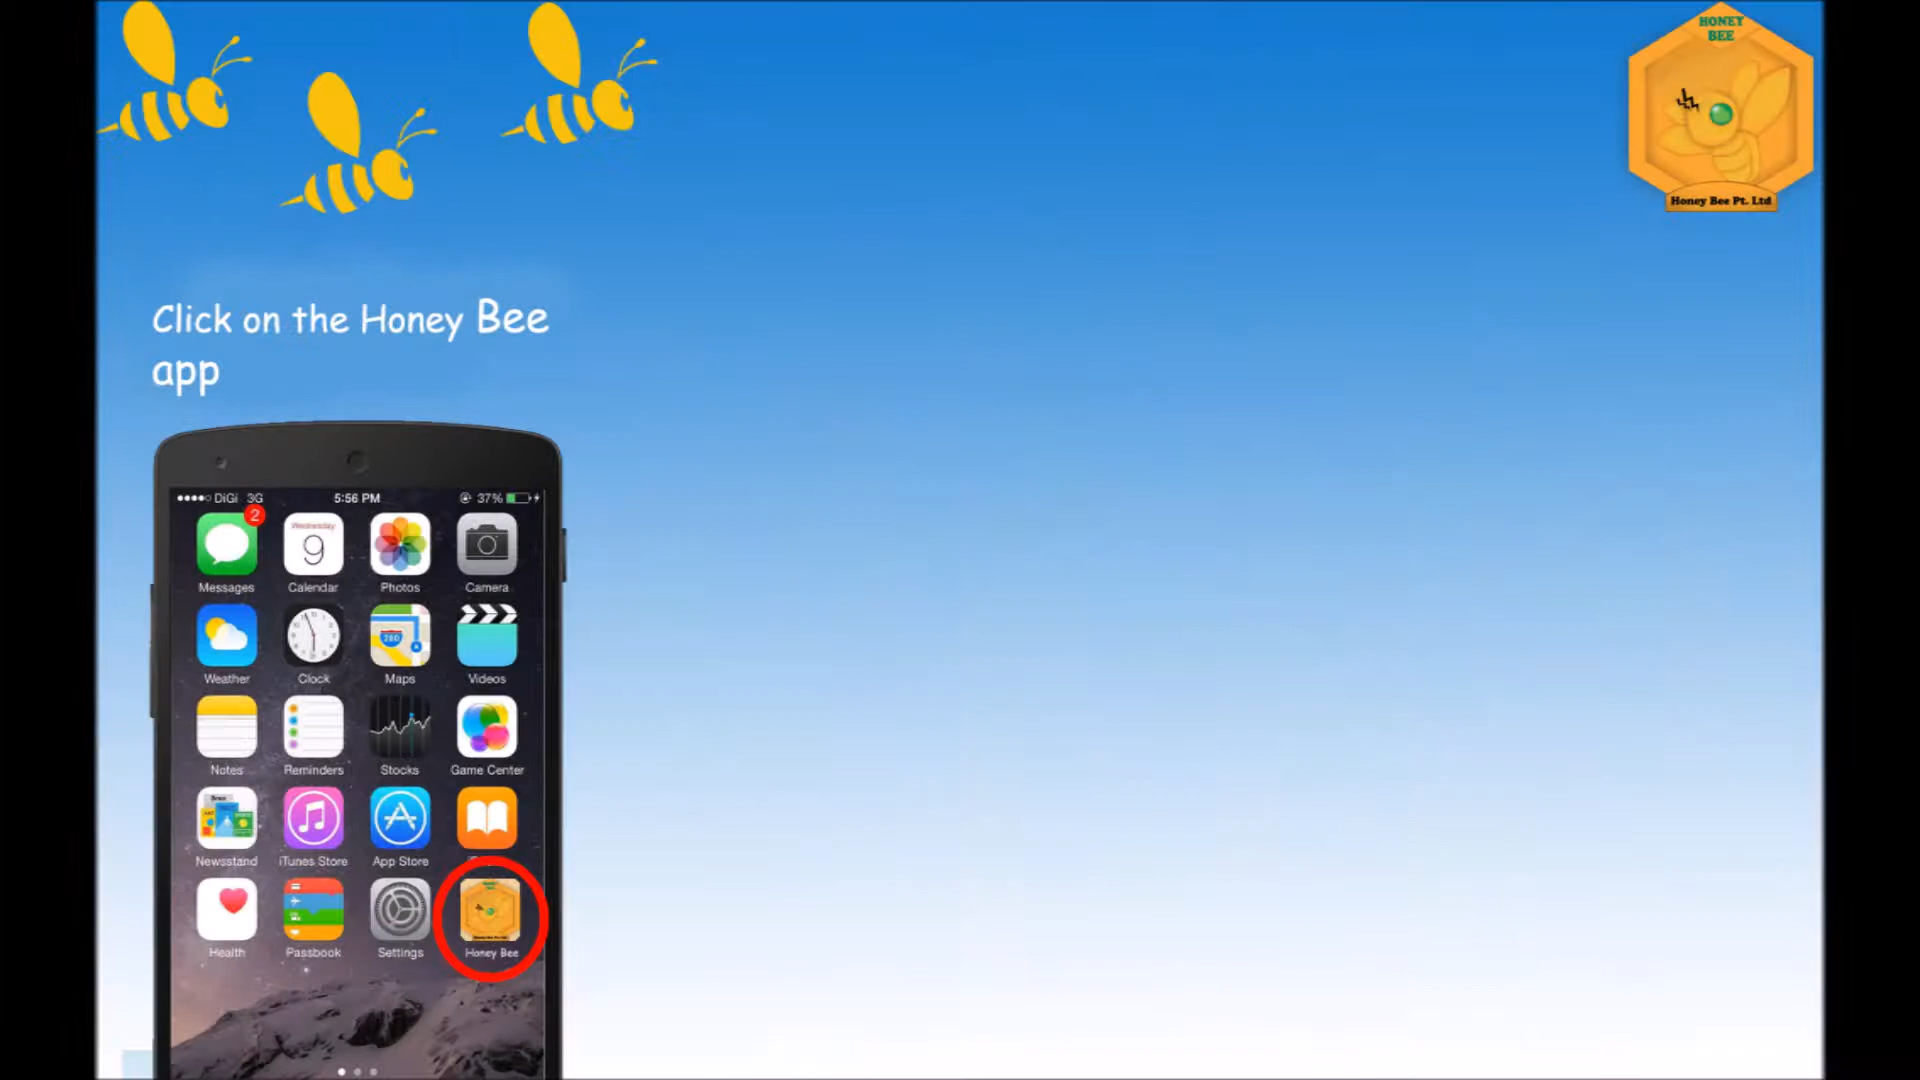 HONEY
BEE
Honey Bee Pt. Ltd
Click on the Honey Bee
app
DiGi 3G 5:56 PM 37%
2
Wednesday
9
Messages Calendar Photos Camera
280
Weather Clock Maps Videos
Notes Reminders Stocks Game Center
Newsstand iTunes Store App Store
Health Passbook Settings Honey Bee